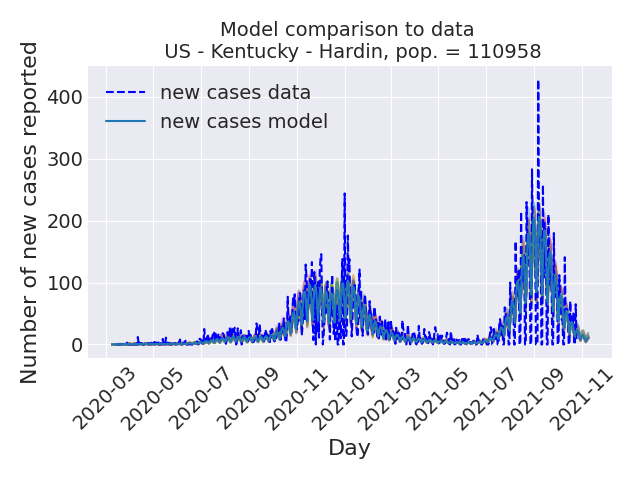 Model comparison to data
US - Kentucky - Hardin, pop. = 110958
Number of new cases reported
400
300
200
100
0
new cases data
new cases model
2020-03
2020-05
2020-07
2020-09
2020-11
2021-01
2021-03
2021-05
2021-07
2021-09
2021-11
Day